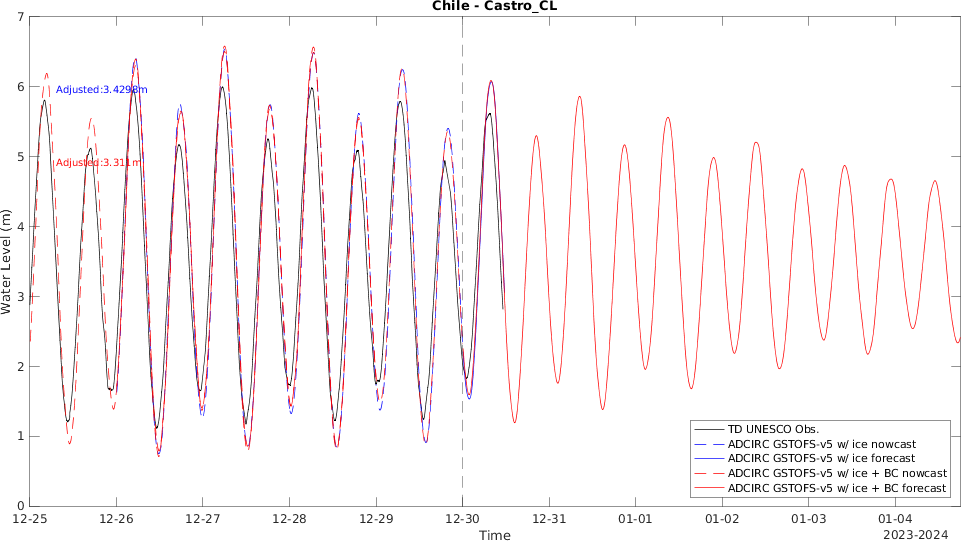 Chile - Castro_CL
7
6
5
4
3
2
1
0
Water Level (m)
Adjusted:3.4298m
Adjusted:3.311m
TD UNESCO Obs.
ADCIRC GSTOFS-v5 w/ ice nowcast
ADCIRC GSTOFS-v5 w/ ice forecast
ADCIRC GSTOFS-v5 w/ ice + BC nowcast
ADCIRC GSTOFS-v5 w/ ice + BC forecast
12-25 12-26 12-27 12-28 12-29 12-30 12-31 01-01 01-02 01-03 01-04
Time
2023-2024